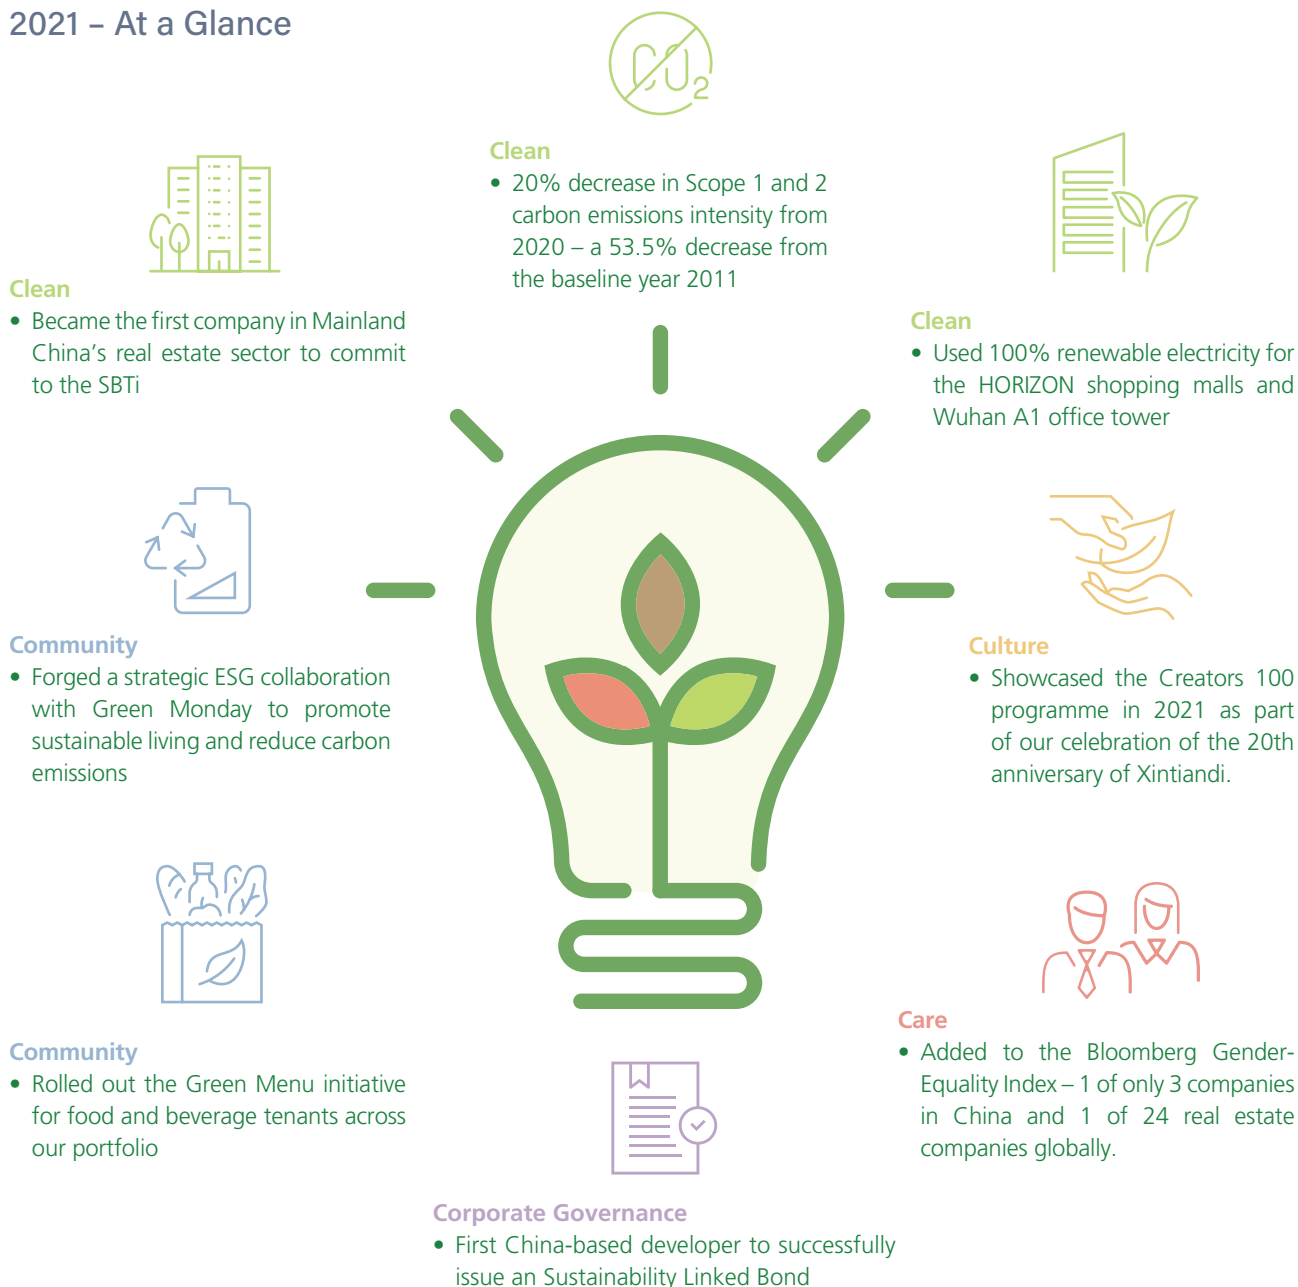 2021 – At a Glance
CO2
Clean
• 20% decrease in Scope 1 and 2
carbon emissions intensity from
2020 – a 53.5% decrease from
the baseline year 2011
Clean
• Became the first company in Mainland
China's real estate sector to commit
to the SBTi
Clean
• Used 100% renewable electricity for
the HORIZON shopping malls and
Wuhan A1 office tower
Community
• Forged a strategic ESG collaboration
with Green Monday to promote
sustainable living and reduce carbon
emissions
Culture
• Showcased the Creators 100
programme in 2021 as part
of our celebration of the 20th
anniversary of Xintiandi.
Community
• Rolled out the Green Menu initiative
for food and beverage tenants across
our portfolio
Care
• Added to the Bloomberg Gender-
Equality Index – 1 of only 3 companies
in China and 1 of 24 real estate
companies globally.
Corporate Governance
• First China-based developer to successfully
issue an Sustainability Linked Bond